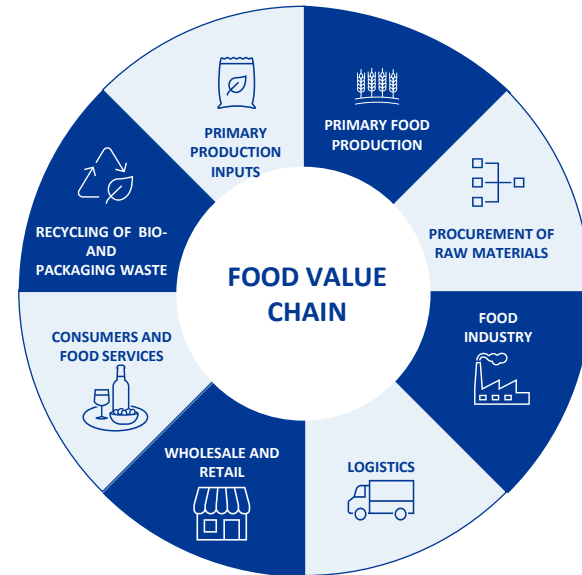 PRIMARY
PRODUCTION
INPUTS
PRIMARY FOOD
PRODUCTION
PROCUREMENT OF
RAW MATERIALS
FOOD
INDUSTRY
LOGISTICS
WHOLESALE AND
RETAIL
CONSUMERS AND
FOOD SERVICES
RECYCLING OF BIO-
AND
PACKAGING WASTE
FOOD VALUE
CHAIN